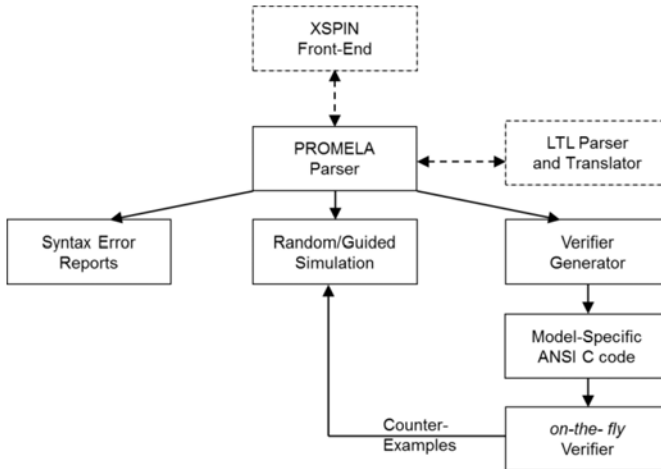 XSPIN
Front-End
PROMELA
Parser
LTL Parser
and Translator
Syntax Error
Reports
Random/Guided
Simulation
Verifier
Generator
Model-Specific
ANSI C code
Counter-
Examples
on-the- fly
Verifier